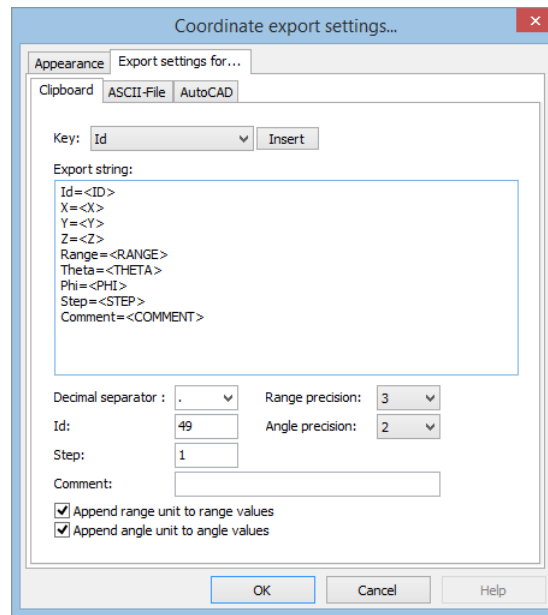 Coordinate export settings...
Appearance Export settings for...
Clipboard ASCII-File AutoCAD
Key: Id Insert
Export string:
Id=<ID>
X=<X>
Y=<Y>
Z=<Z>
Range=<RANGE>
Theta=<THETA>
Phi=<PHI>
Step=<STEP>
Comment=<COMMENT>
Decimal separator : . Range precision: 3
Id: 49 Angle precision: 2
Step: 1
Comment:
Append range unit to range values
Append angle unit to angle values
OK Cancel Help